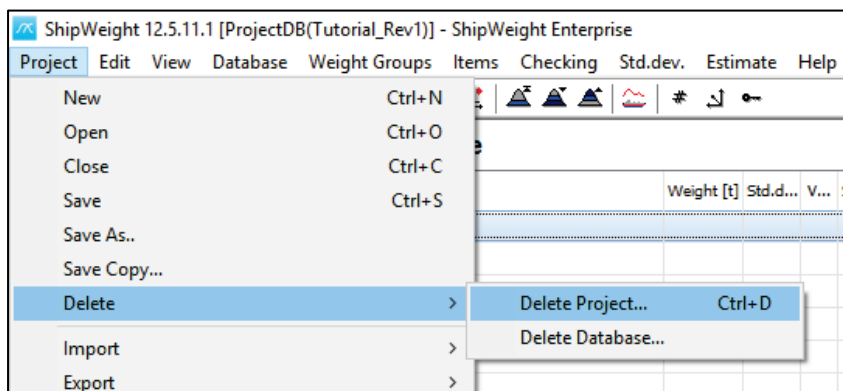 ShipWeight 12.5.11.1 [ProjectDB(Tutorial_Rev1)] - ShipWeight Enterprise
Project Edit View Database Weight Groups Items Checking Std.dev. Estimate Help
New Ctrl+N
Open Ctrl+O
Close Ctrl+C
Save Ctrl+S
Save As..
Save Copy...
Delete >
Import >
Export >
Delete Project... Ctrl+D
Delete Database...
Weight [t] Std.d... V...